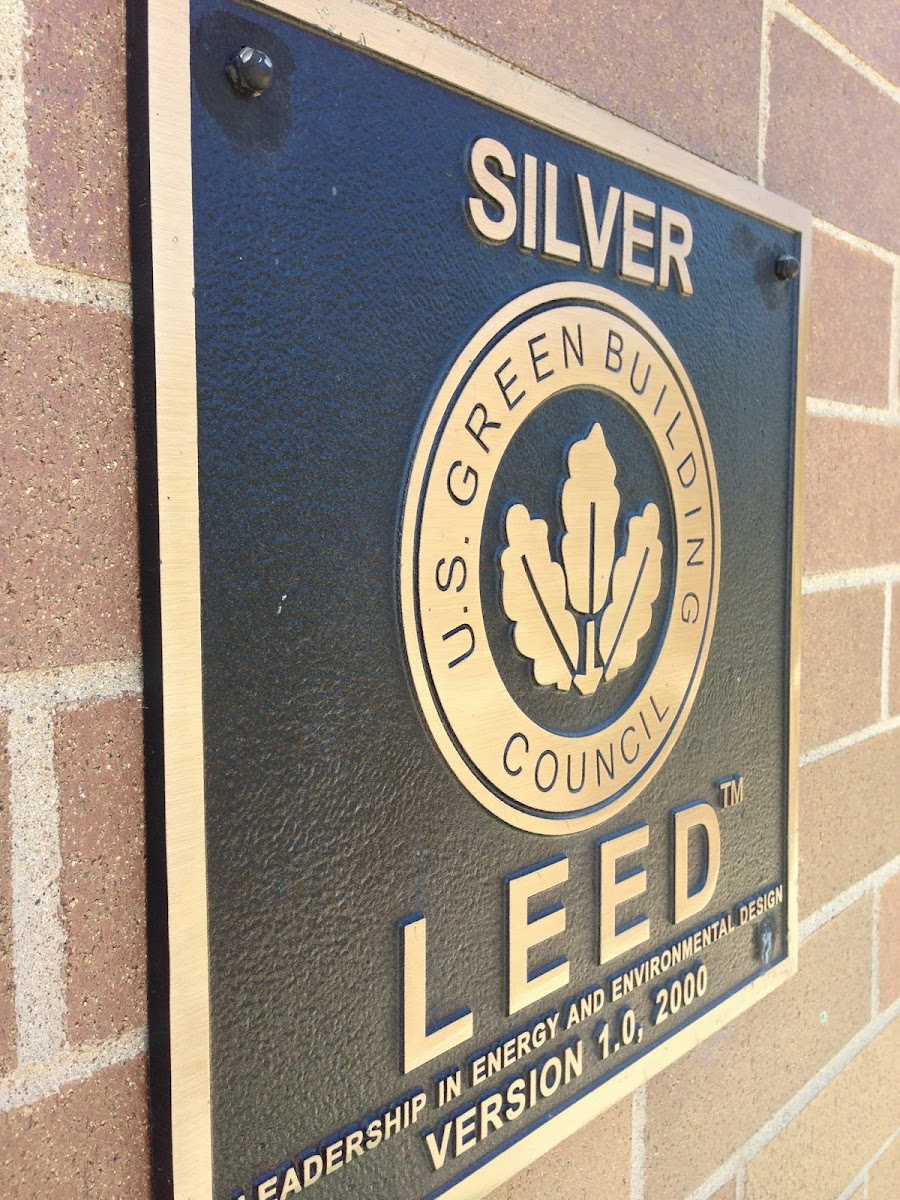 SILVER
U.S. GREEN BUILDING
COUNCIL
LEED™
LEADERSHIP IN ENERGY AND ENVIRONMENTAL DESIGN
VERSION 1.0, 2000